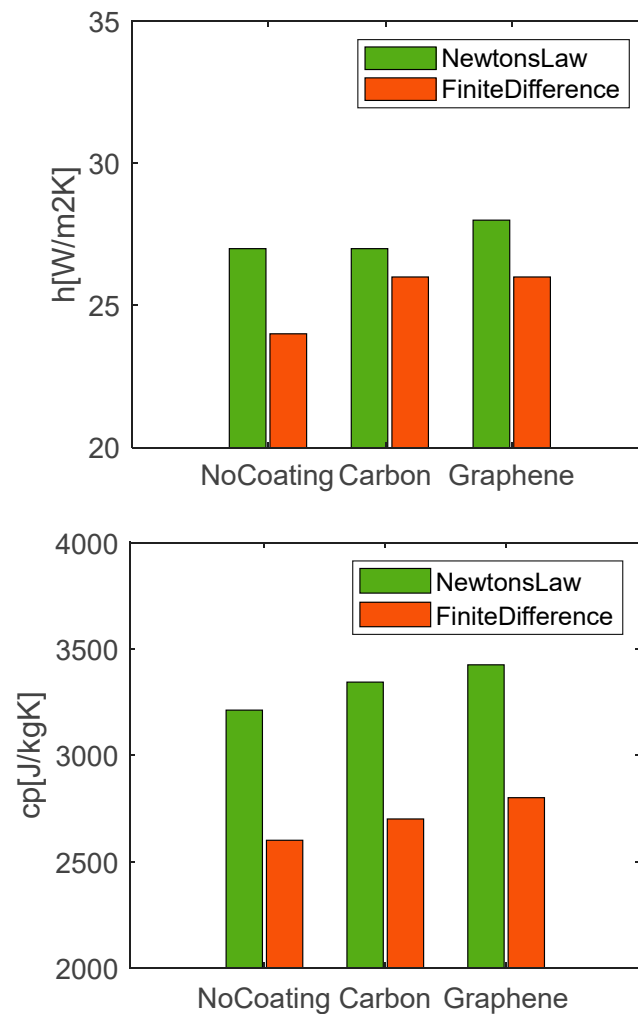 35
30
25
20
h[W/m2K]
NewtonsLaw
FiniteDifference
NoCoating Carbon Graphene
4000
3500
3000
2500
2000
cp[J/kgK]
NewtonsLaw
FiniteDifference
NoCoating Carbon Graphene